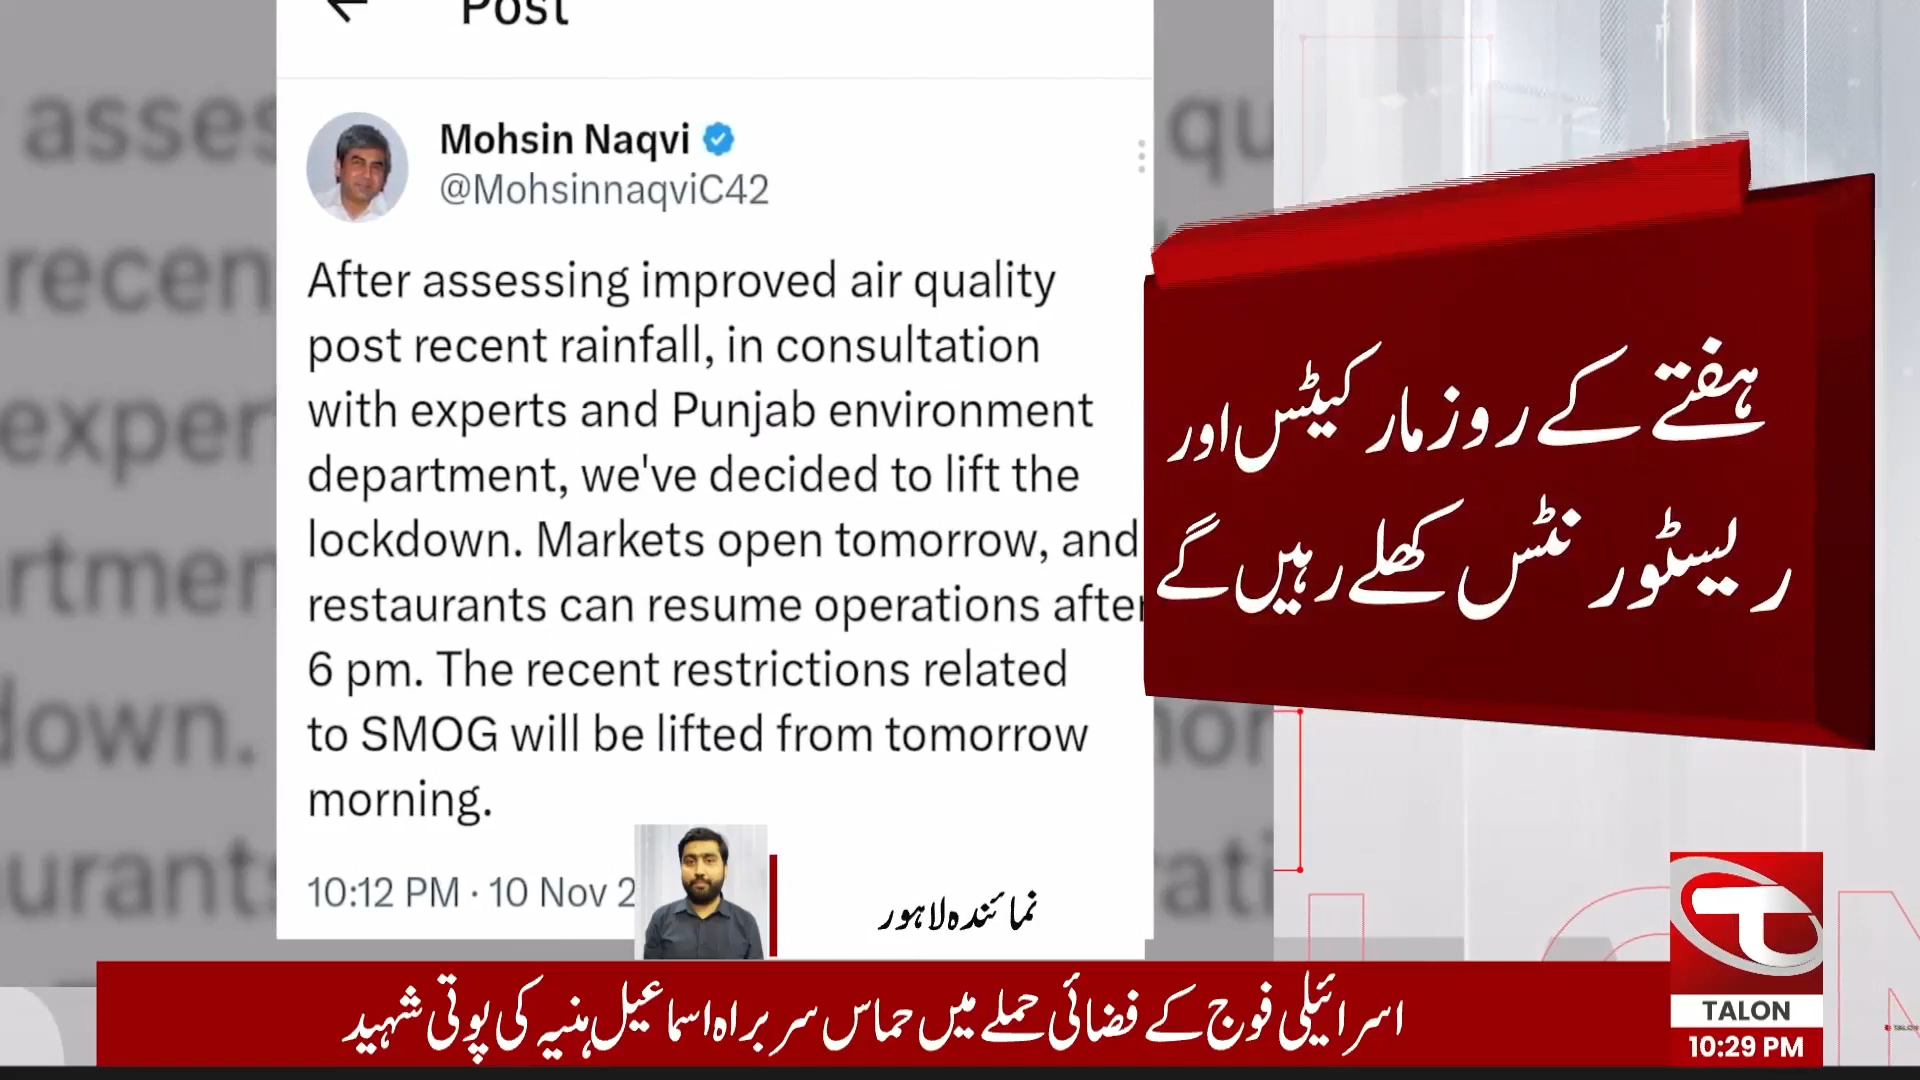 Post
Mohsin Naqvi
@MohsinnaqviC42
After assessing improved air quality
post recent rainfall, in consultation
with experts and Punjab environment
department, we've decided to lift the
lockdown. Markets open tomorrow, and
restaurants can resume operations after
6 pm. The recent restrictions related
to SMOG will be lifted from tomorrow
morning.
10:12 PM · 10 Nov 2
ہفتے کے روز مارکیٹس اور
ریسٹورنٹس کھلے رہیں گے
نمائندہ لاہور
اسرائیلی فوج کے فضائی حملے میں حماس سربراہ اسماعیل ہنیہ کی پوتی شہید
TALON
10:29 PM